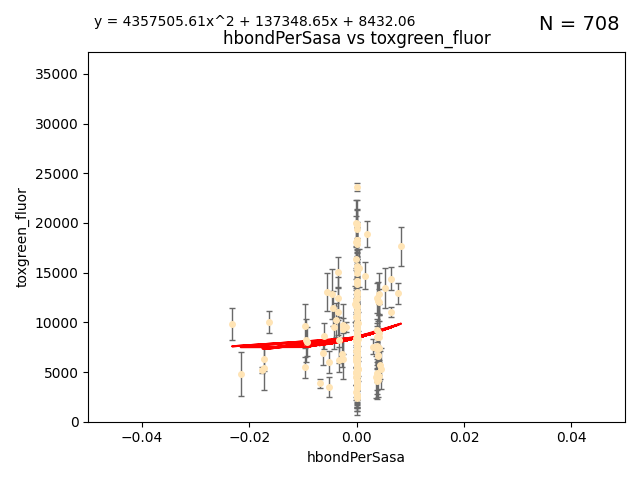 y = 4357505.61x^2 + 137348.65x + 8432.06
N = 708
hbondPerSasa vs toxgreen_fluor
toxgreen_fluor
35000
30000
25000
20000
15000
10000
5000
0
−0.04
−0.02
0.00
0.02
0.04
hbondPerSasa